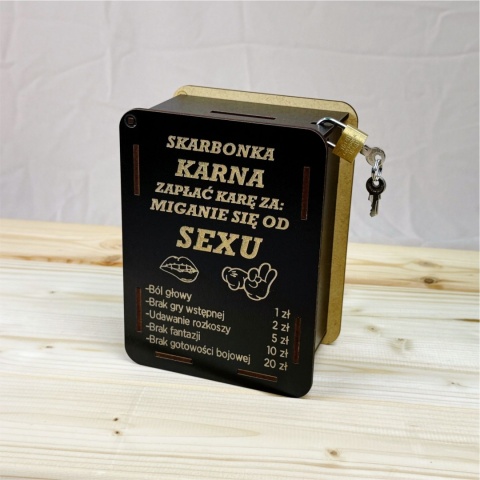 SKARBONKA
KARNA
ZAPŁAĆ KARĘ ZA:
MIGANIE SIĘ OD
SEXU
-Ból głowy 1 zł
-Brak gry wstępnej 2 zł
-Udawanie rozkoszy 5 zł
-Brak fantazji 10 zł
-Brak gotowości bojowej 20 zł